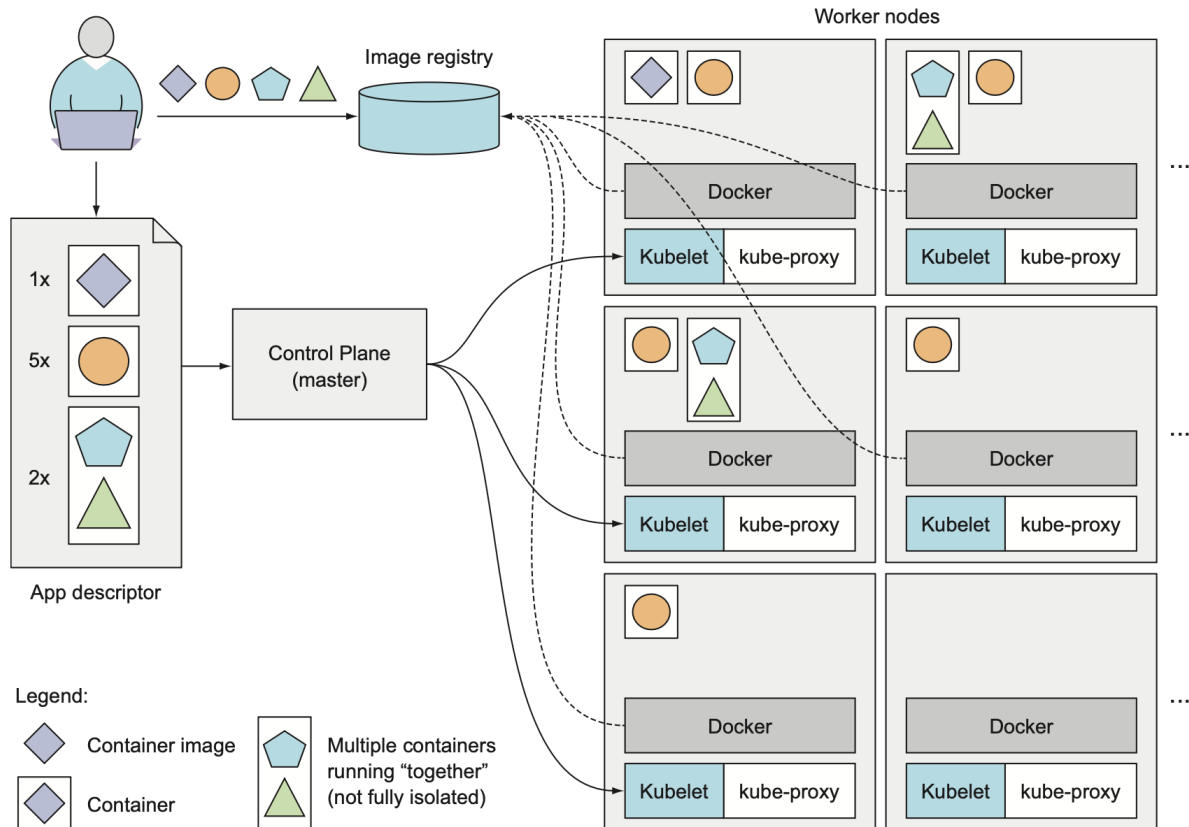 Worker nodes
Image registry
...
Docker
Docker
Kubelet
kube-proxy
Kubelet
kube-proxy
1x
5x
2x
App descriptor
Control Plane
(master)
...
Docker
Docker
Kubelet
kube-proxy
Kubelet
kube-proxy
...
Docker
Docker
Kubelet
kube-proxy
Kubelet
kube-proxy
Legend:
Container image
Container
Multiple containers
running “together”
(not fully isolated)